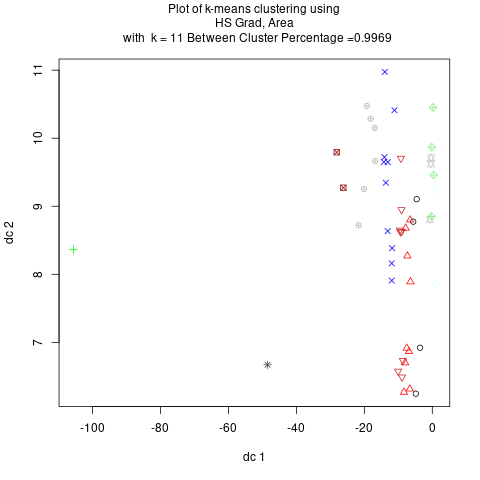 Plot of k-means clustering using
HS Grad, Area
with k = 11 Between Cluster Percentage =0.9969
11
10
9
8
7
dc 2
-100
-80
-60
-40
-20
0
dc 1